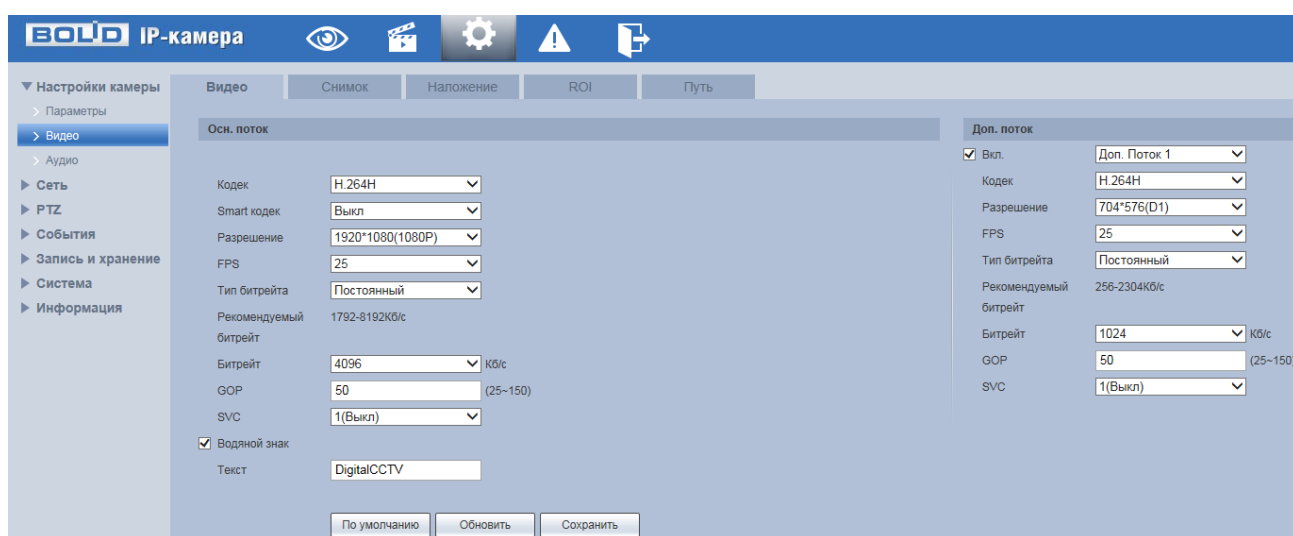 BOLID IP-камера
Настройки камеры
Параметры
Видео
Аудио
Сеть
PTZ
События
Запись и хранение
Система
Информация
Видео Снимок Наложение ROI Путь
Осн. поток
Кодек H.264H
Smart кодек Выкл
Разрешение 1920*1080(1080P)
FPS 25
Тип битрейта Постоянный
Рекомендуемый 1792-8192Кб/с
битрейт
Битрейт 4096 Кб/с
GOP 50 (25~150)
SVC 1(Выкл)
Водяной знак
Текст DigitalCCTV
По умолчанию Обновить Сохранить
Доп. поток
Вкл. Доп. Поток 1
Кодек H.264H
Разрешение 704*576(D1)
FPS 25
Тип битрейта Постоянный
Рекомендуемый 256-2304Кб/с
битрейт
Битрейт 1024 Кб/с
GOP 50 (25~150)
SVC 1(Выкл)